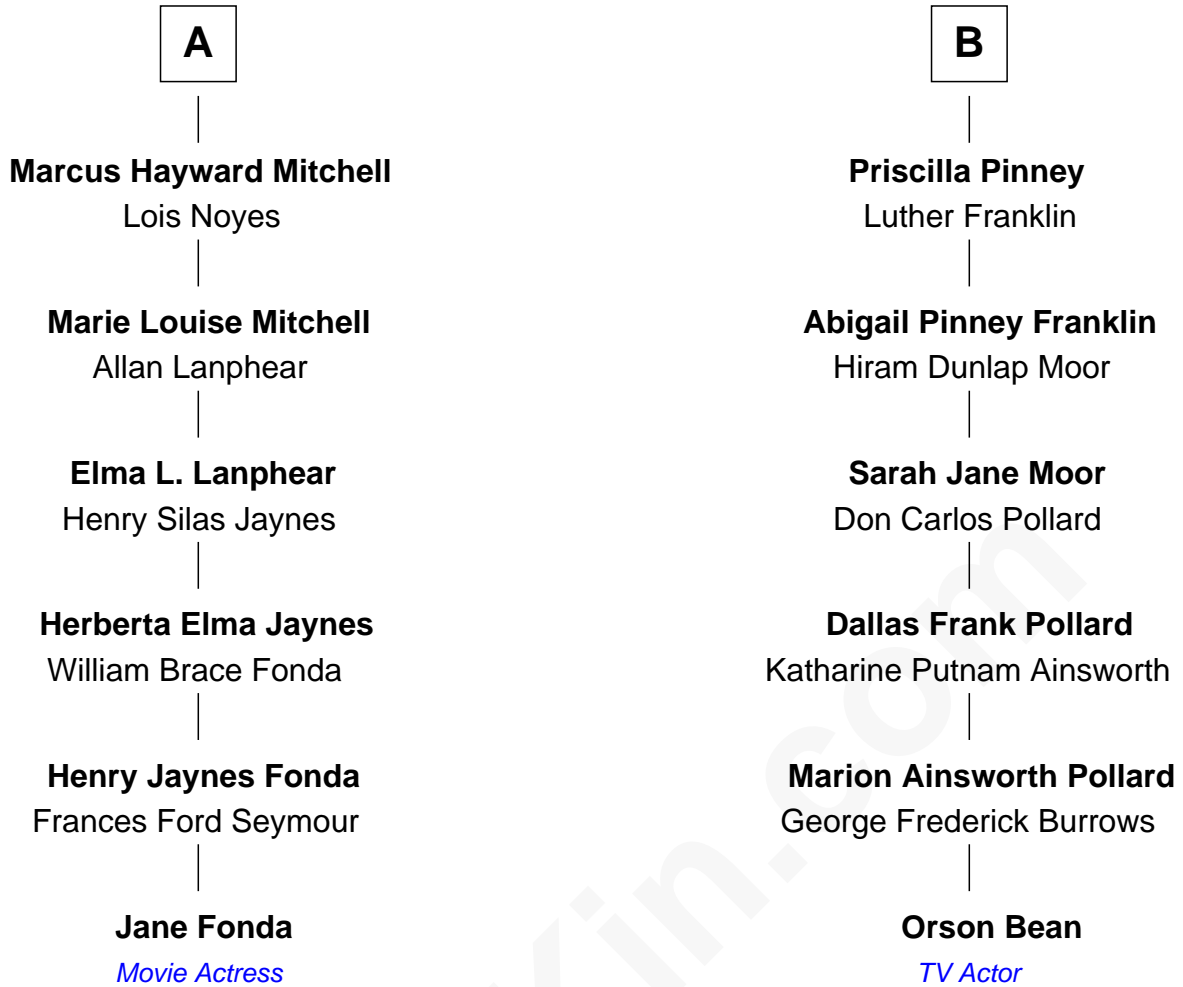 A
Marcus Hayward Mitchell
Lois Noyes
Marie Louise Mitchell
Allan Lanphear
Elma L. Lanphear
Henry Silas Jaynes
Herberta Elma Jaynes
William Brace Fonda
Henry Jaynes Fonda
Frances Ford Seymour
Jane Fonda
Movie Actress
B
Priscilla Pinney
Luther Franklin
Abigail Pinney Franklin
Hiram Dunlap Moor
Sarah Jane Moor
Don Carlos Pollard
Dallas Frank Pollard
Katharine Putnam Ainsworth
Marion Ainsworth Pollard
George Frederick Burrows
Orson Bean
TV Actor
Kin.com